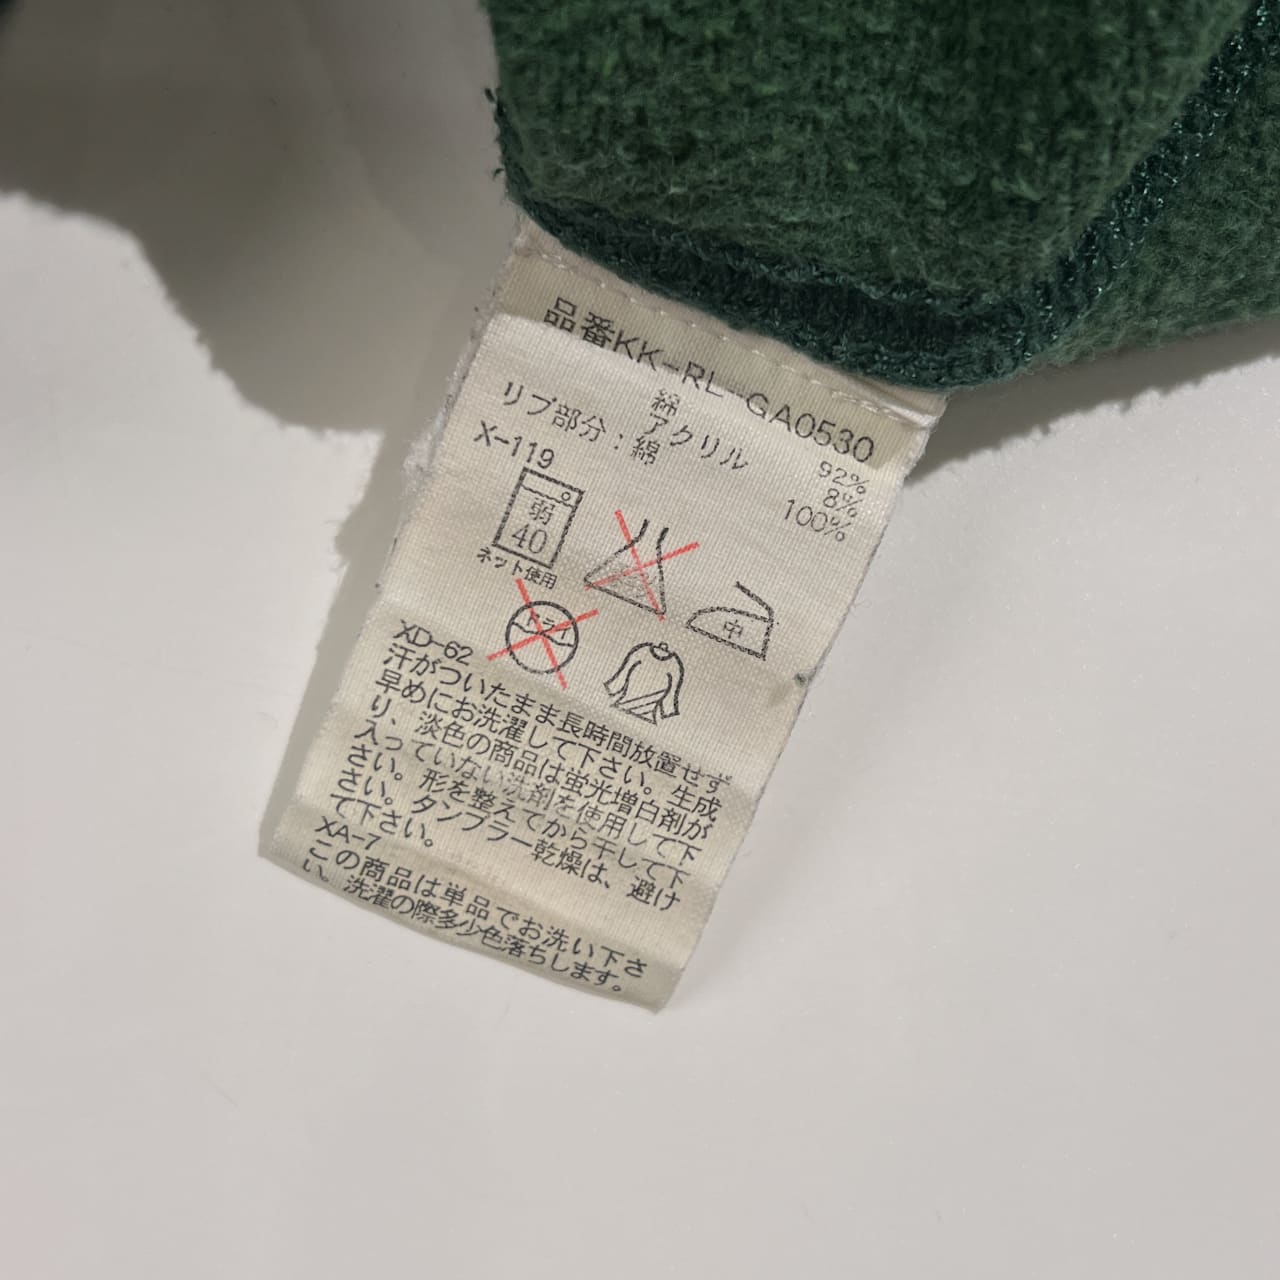 品番KK-RL-GA0530
綿 92%
アクリル 8%
リブ部分：綿 100%
X-119
弱
40
ネット使用
中
ドライ
XD-62
汗がついたまま長時間放置せず
早めにお洗濯して下さい。生成
り、淡色の商品は蛍光増白剤が
入っていない洗剤を使用して下
さい。形を整えてから干して下
さい。タンブラー乾燥は、避け
て下さい。
XA-7
この商品は単品でお洗い下さ
い。洗濯の際多少色落ちします。